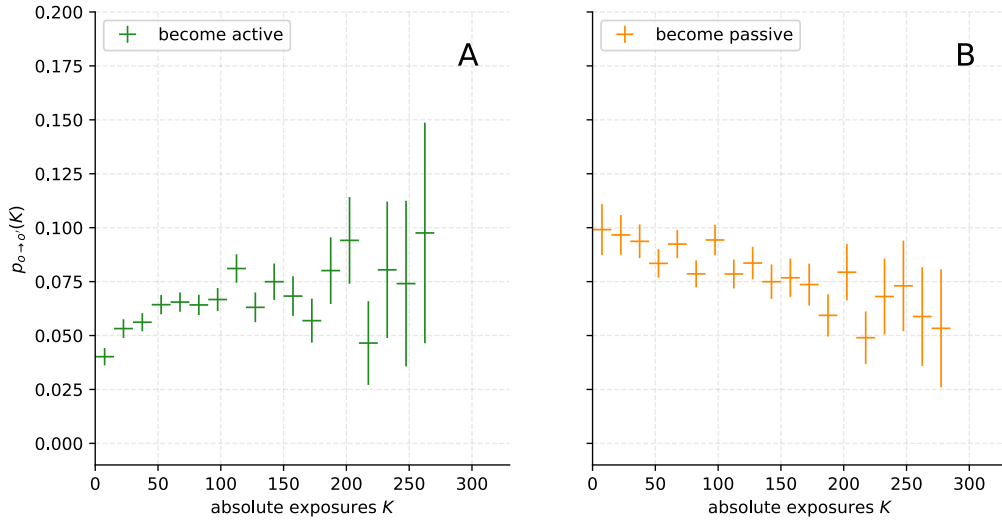 become active
A
0.200
0.175
0.150
0.125
0.100
0.075
0.050
0.025
0.000
p_{o→o′}(K)
0 50 100 150 200 250 300
absolute exposures K
become passive
B
0 50 100 150 200 250 300
absolute exposures K